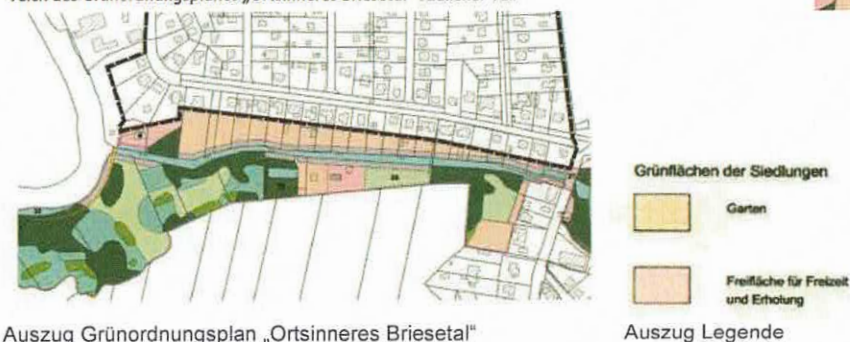 Grünflächen der Siedlungen
Garten
Freifläche für Freizeit
und Erholung
Auszug Grünordnungsplan „Ortsinneres Briesetal“
Auszug Legende